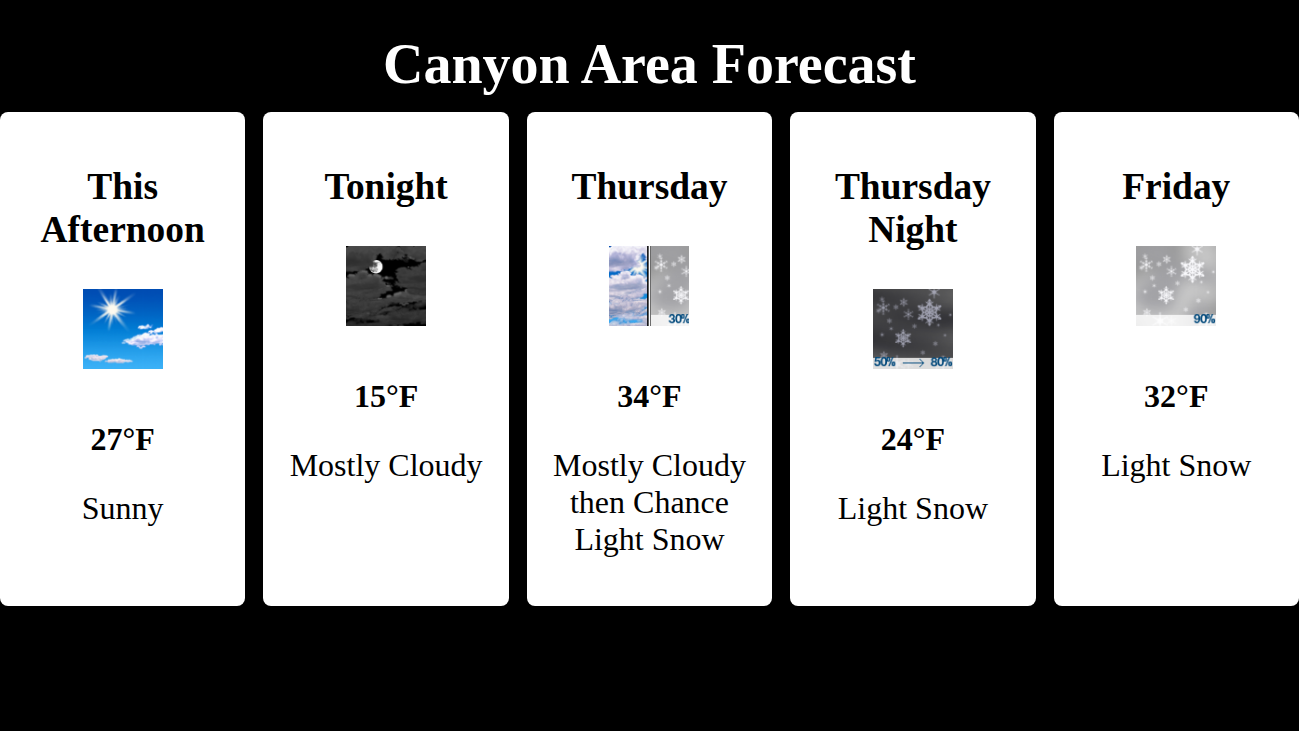 Canyon Area Forecast
This
Afternoon
27°F
Sunny
Tonight
15°F
Mostly Cloudy
Thursday
30%
34°F
Mostly Cloudy
then Chance
Light Snow
Thursday
Night
50% → 80%
24°F
Light Snow
Friday
90%
32°F
Light Snow